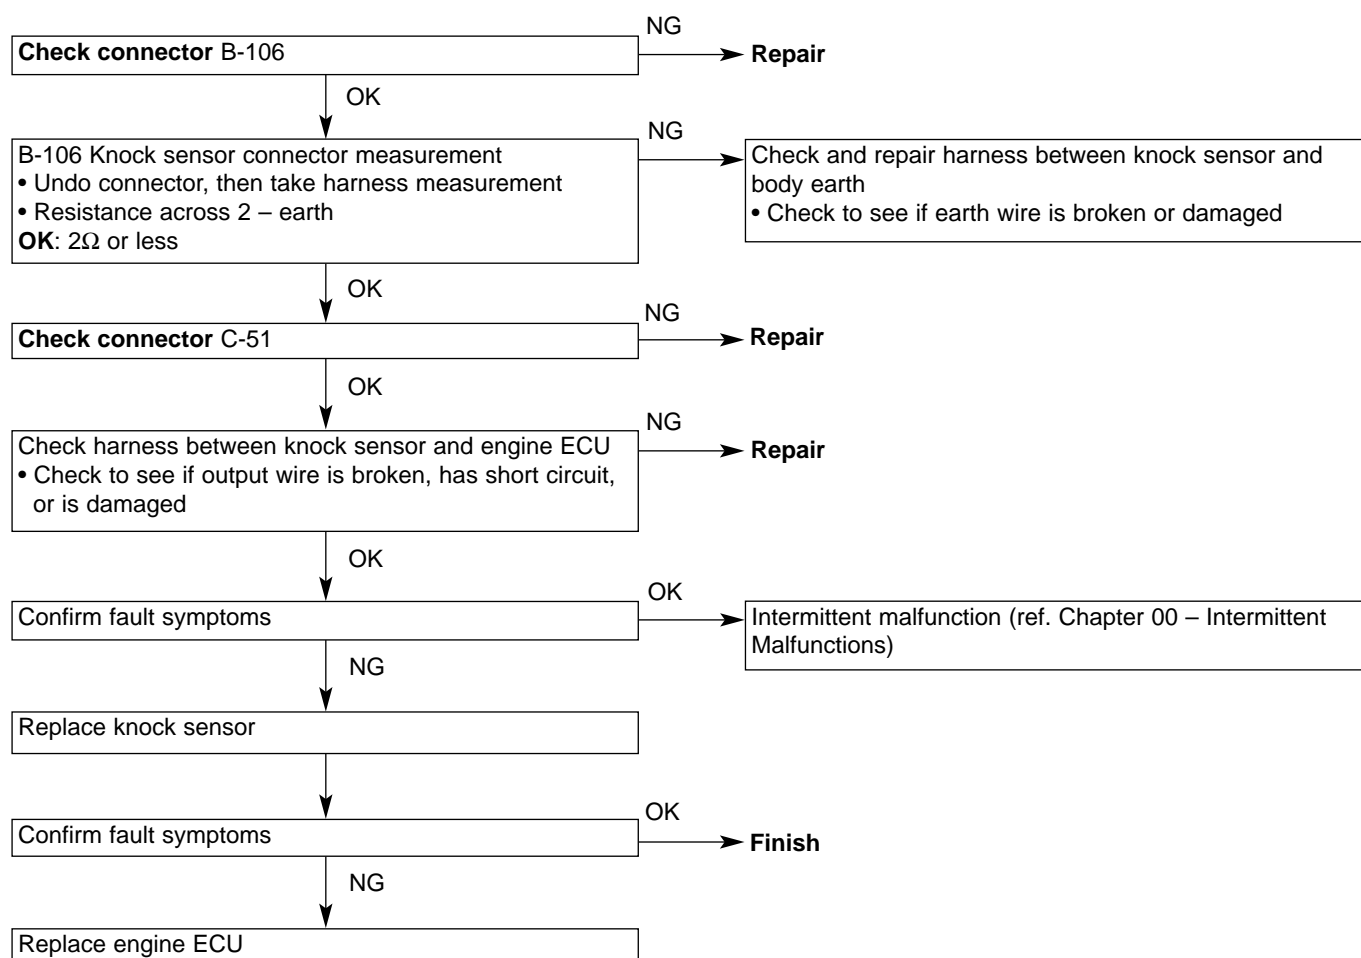 NG
Check connector B-106
Repair
OK
NG
B-106 Knock sensor connector measurement
• Undo connector, then take harness measurement
• Resistance across 2 – earth
OK: 2Ω or less
Check and repair harness between knock sensor and
body earth
• Check to see if earth wire is broken or damaged
OK
NG
Check connector C-51
Repair
OK
NG
Check harness between knock sensor and engine ECU
• Check to see if output wire is broken, has short circuit,
or is damaged
Repair
OK
OK
Confirm fault symptoms
Intermittent malfunction (ref. Chapter 00 – Intermittent
Malfunctions)
NG
Replace knock sensor
OK
Confirm fault symptoms
Finish
NG
Replace engine ECU